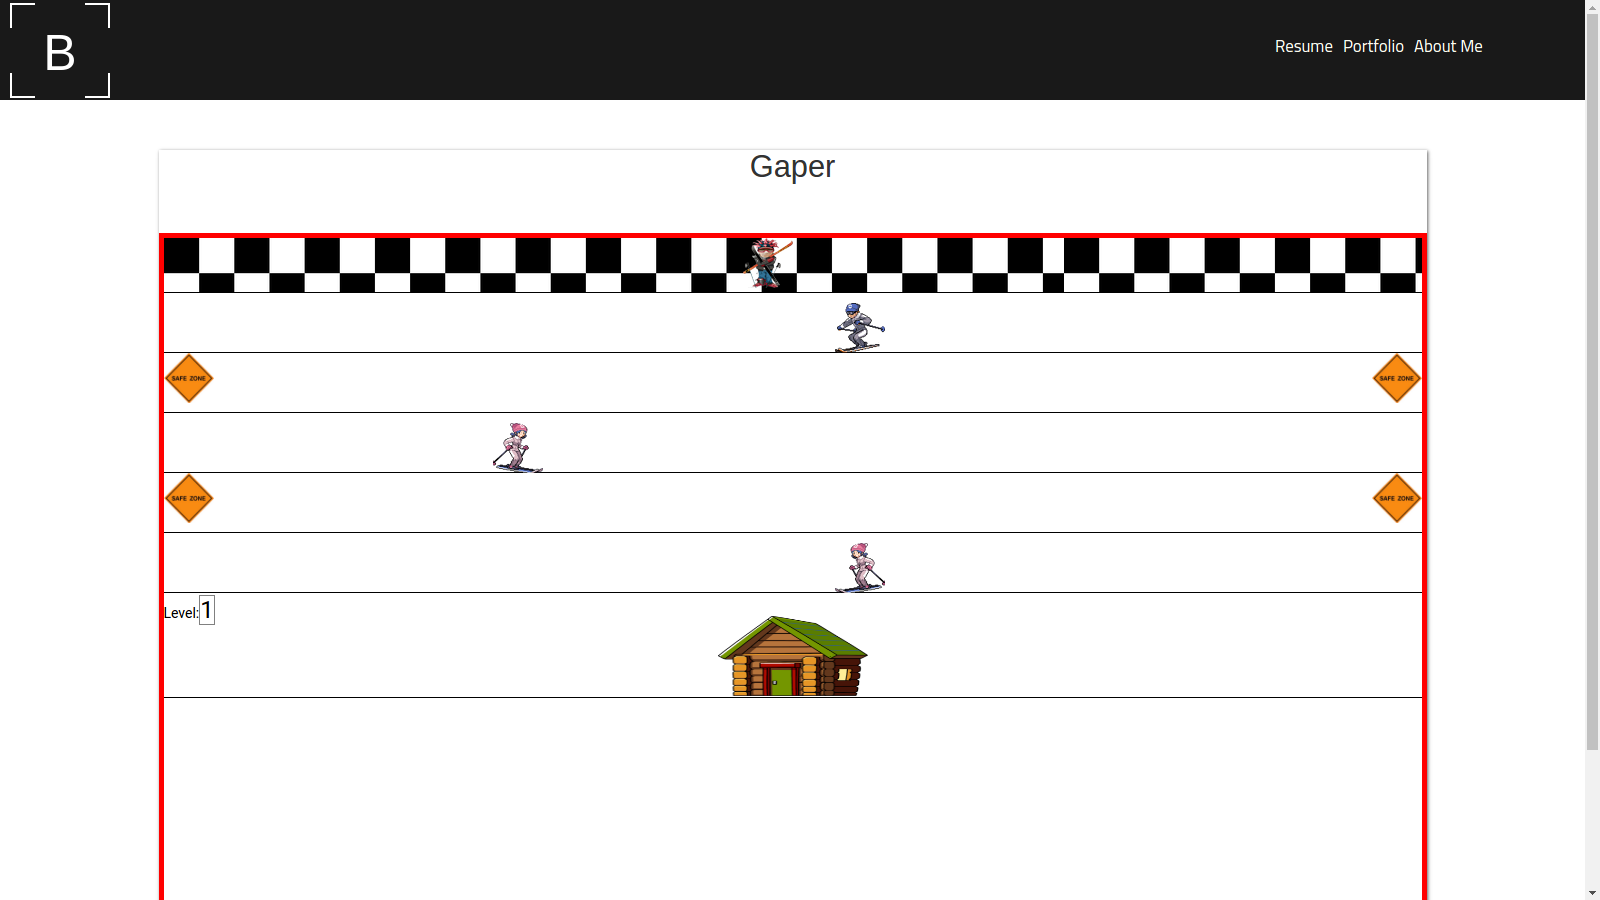 B
Resume Portfolio About Me
Gaper
SAFE ZONE SAFE ZONE
SAFE ZONE SAFE ZONE
Level:1